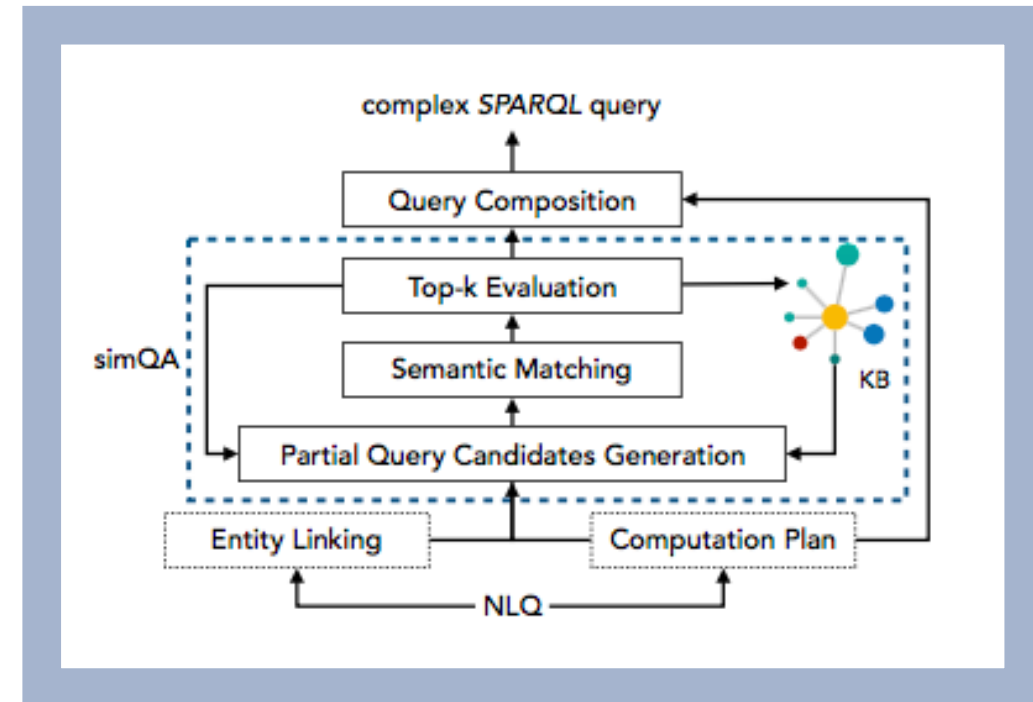 complex SPARQL query
Query Composition
Top-k Evaluation
simQA
Semantic Matching
KB
Partial Query Candidates Generation
Entity Linking
Computation Plan
NLQ